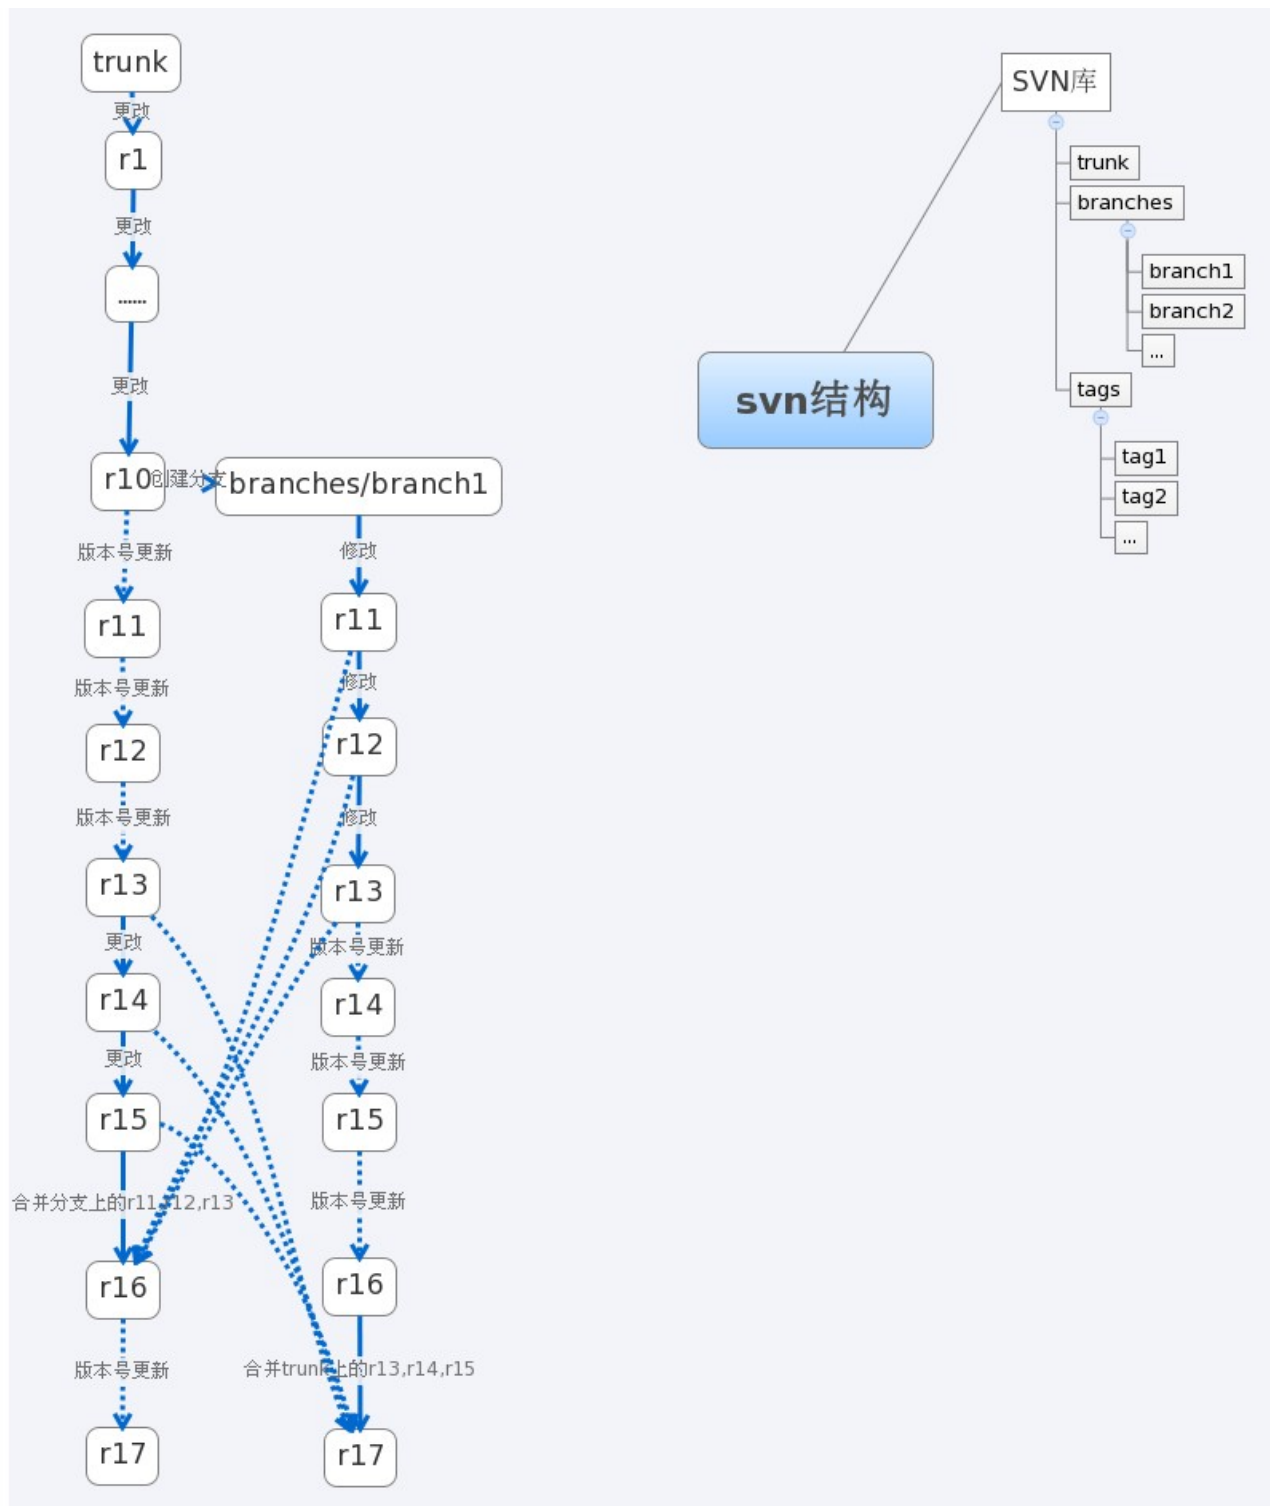 trunk
更改
r1
更改
......
更改
r10
创建分支
branches/branch1
版本号更新
修改
r11
r11
版本号更新
修改
r12
r12
版本号更新
修改
r13
r13
更改
版本号更新
r14
r14
更改
版本号更新
r15
r15
合并分支上的r11,r12,r13
版本号更新
r16
r16
版本号更新
合并trunk上的r13,r14,r15
r17
r17
svn结构
SVN库
trunk
branches
branch1
branch2
...
tags
tag1
tag2
...